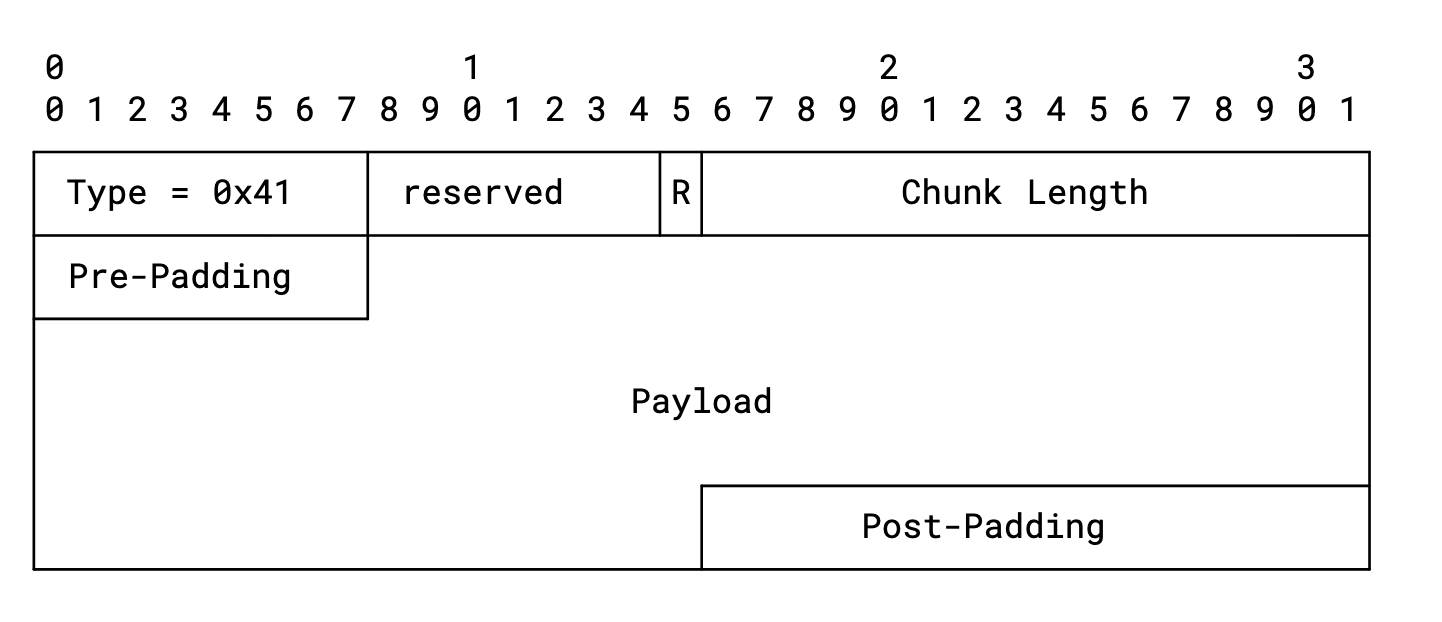 0 1 2 3
0 1 2 3 4 5 6 7 8 9 0 1 2 3 4 5 6 7 8 9 0 1 2 3 4 5 6 7 8 9 0 1
Type = 0x41 reserved R Chunk Length
Pre-Padding
Payload
Post-Padding